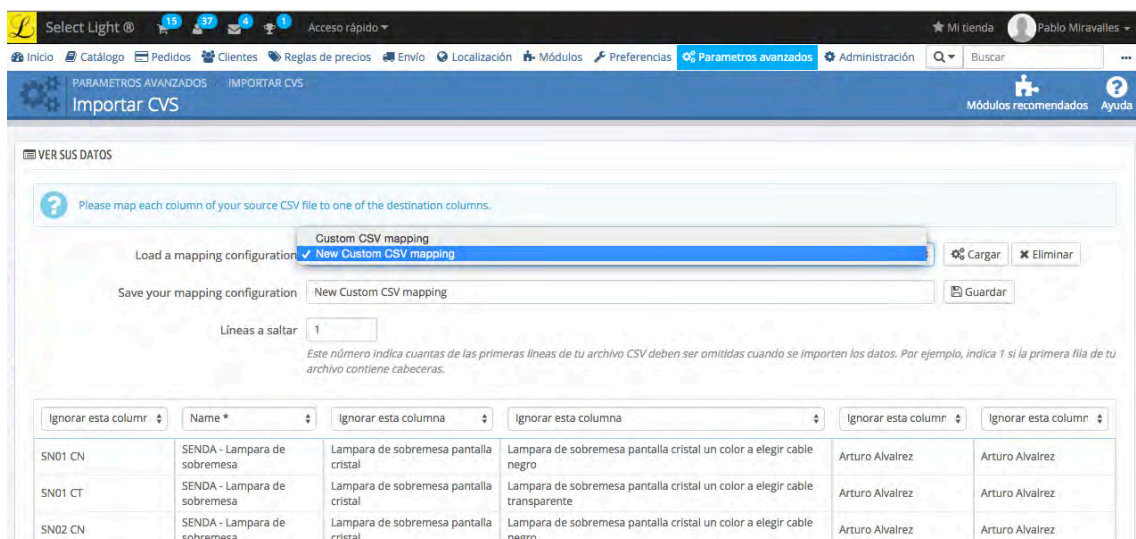 L Select Light ® 15 37 4 1 Acceso rápido Mi tienda Pablo Miravalles
Inicio Catálogo Pedidos Clientes Reglas de precios Envío Localización Módulos Preferencias Parametros avanzados Administración Buscar
PARAMETROS AVANZADOS IMPORTAR CVS
Importar CVS
Módulos recomendados Ayuda
VER SUS DATOS
? Please map each column of your source CSV file to one of the destination columns.
Custom CSV mapping
Load a mapping configuration ✓ New Custom CSV mapping Cargar Eliminar
Save your mapping configuration New Custom CSV mapping Guardar
Líneas a saltar 1
Este número indica cuantas de las primeras líneas de tu archivo CSV deben ser omitidas cuando se importen los datos. Por ejemplo, indica 1 si la primera fila de tu
archivo contiene cabeceras.
Ignorar esta columr Name * Ignorar esta columna Ignorar esta columna Ignorar esta columr Ignorar esta columr
SN01 CN SENDA - Lampara de sobremesa Lampara de sobremesa pantalla cristal Lampara de sobremesa pantalla cristal un color a elegir cable negro Arturo Alvalrez Arturo Alvalrez
SN01 CT SENDA - Lampara de sobremesa Lampara de sobremesa pantalla cristal Lampara de sobremesa pantalla cristal un color a elegir cable transparente Arturo Alvalrez Arturo Alvalrez
SN02 CN SENDA - Lampara de sobremesa Lampara de sobremesa pantalla cristal Lampara de sobremesa pantalla cristal un color a elegir cable negro Arturo Alvalrez Arturo Alvalrez